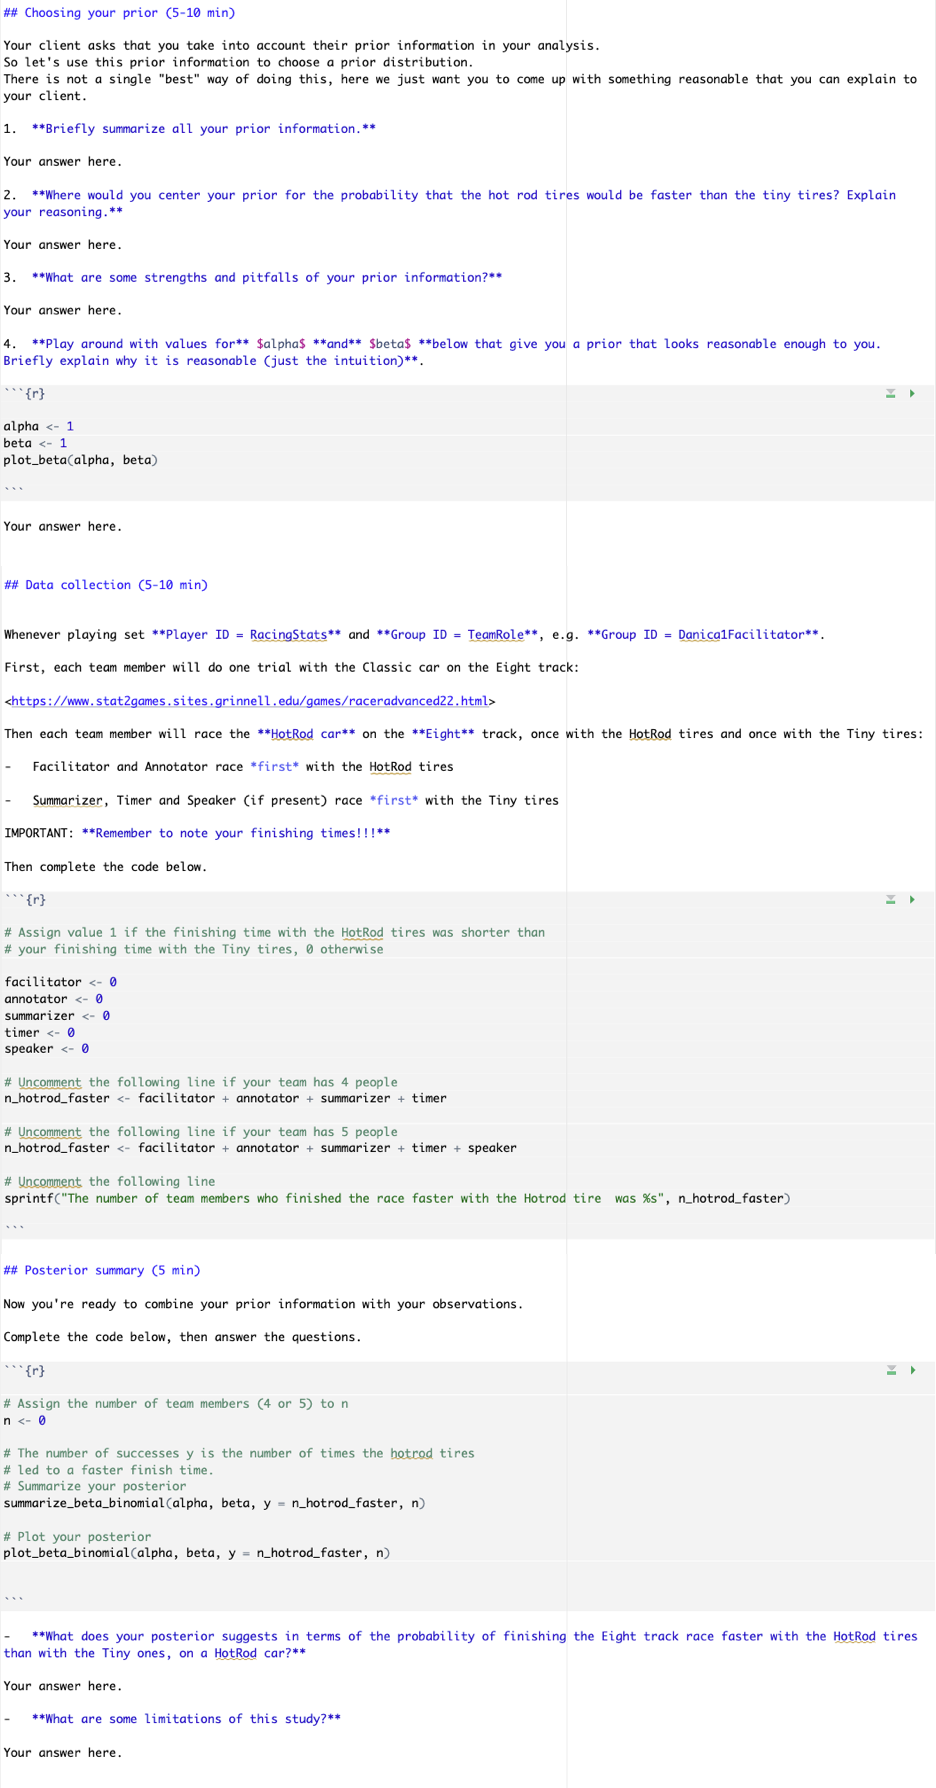 ## Choosing your prior (5-10 min)
Your client asks that you take into account their prior information in your analysis.
So let's use this prior information to choose a prior distribution.
There is not a single "best" way of doing this, here we just want you to come up with something reasonable that you can explain to
your client.
1.  **Briefly summarize all your prior information.**
Your answer here.
2.  **Where would you center your prior for the probability that the hot rod tires would be faster than the tiny tires? Explain
your reasoning.**
Your answer here.
3.  **What are some strengths and pitfalls of your prior information?**
Your answer here.
4.  **Play around with values for** $alpha$ **and** $beta$ **below that give you a prior that looks reasonable enough to you.
Briefly explain why it is reasonable (just the intuition)**.
```{r}
alpha <- 1
beta <- 1
plot_beta(alpha, beta)
```
Your answer here.
## Data collection (5-10 min)
Whenever playing set **Player ID = RacingStats** and **Group ID = TeamRole**, e.g. **Group ID = Danica1Facilitator**.
First, each team member will do one trial with the Classic car on the Eight track:
<https://www.stat2games.sites.grinnell.edu/games/raceradvanced22.html>
Then each team member will race the **HotRod car** on the **Eight** track, once with the HotRod tires and once with the Tiny tires:
-   Facilitator and Annotator race *first* with the HotRod tires
-   Summarizer, Timer and Speaker (if present) race *first* with the Tiny tires
IMPORTANT: **Remember to note your finishing times!!!**
Then complete the code below.
```{r}
# Assign value 1 if the finishing time with the HotRod tires was shorter than
# your finishing time with the Tiny tires, 0 otherwise
facilitator <- 0
annotator <- 0
summarizer <- 0
timer <- 0
speaker <- 0
# Uncomment the following line if your team has 4 people
n_hotrod_faster <- facilitator + annotator + summarizer + timer
# Uncomment the following line if your team has 5 people
n_hotrod_faster <- facilitator + annotator + summarizer + timer + speaker
# Uncomment the following line
sprintf("The number of team members who finished the race faster with the Hotrod tire  was %s", n_hotrod_faster)
```
## Posterior summary (5 min)
Now you're ready to combine your prior information with your observations.
Complete the code below, then answer the questions.
```{r}
# Assign the number of team members (4 or 5) to n
n <- 0
# The number of successes y is the number of times the hotrod tires
# led to a faster finish time.
# Summarize your posterior
summarize_beta_binomial(alpha, beta, y = n_hotrod_faster, n)
# Plot your posterior
plot_beta_binomial(alpha, beta, y = n_hotrod_faster, n)
```
-   **What does your posterior suggests in terms of the probability of finishing the Eight track race faster with the HotRod tires
than with the Tiny ones, on a HotRod car?**
Your answer here.
-   **What are some limitations of this study?**
Your answer here.